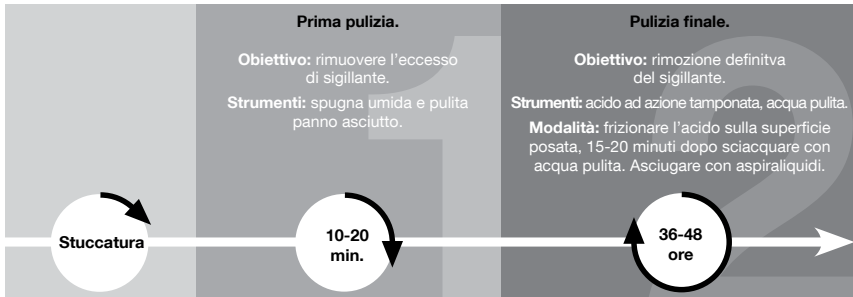 Prima pulizia.
Obiettivo: rimuovere l'eccesso
di sigillante.
Strumenti: spugna umida e pulita
panno asciutto.
1
Pulizia finale.
Obiettivo: rimozione definitva
del sigillante.
Strumenti: acido ad azione tamponata, acqua pulita.
Modalità: frizionare l'acido sulla superficie
posata, 15-20 minuti dopo sciacquare con
acqua pulita. Asciugare con aspiraliquidi.
2
Stuccatura
10-20
min.
36-48
ore